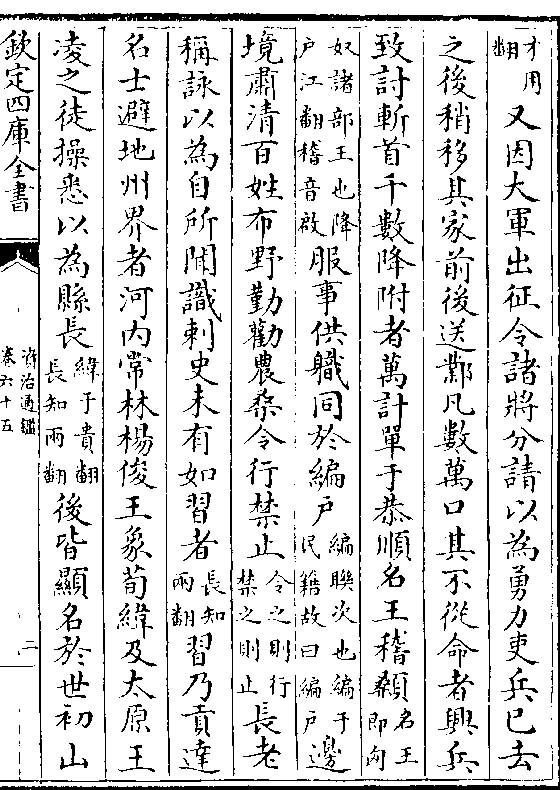 才用
翻
又因大軍出征令諸將分請以為勇力吏兵已去
之後稍移其家前後送鄴凡數萬口其不從命者興兵
致討斬首千數降附者萬計單于恭順名王稽顙
名王
即匈
奴諸部王也降
戶江翻稽音啟
服事供職同於編戶
編聯次也編于
民籍故曰編戶
邊
境肅清百姓布野勤勸農桑令行禁止
令之則行
禁之則止
長老
稱詠以為自所聞識刺史未有如習者
長知
兩翻
習乃貢達
名士避地州界者河內常林楊俊王象荀緯及太原王
凌之徒操悉以為縣長
緯于貴翻
長知兩翻
後皆顯名於世初山
欽定四庫全書
資治通鑑
卷六十五
二